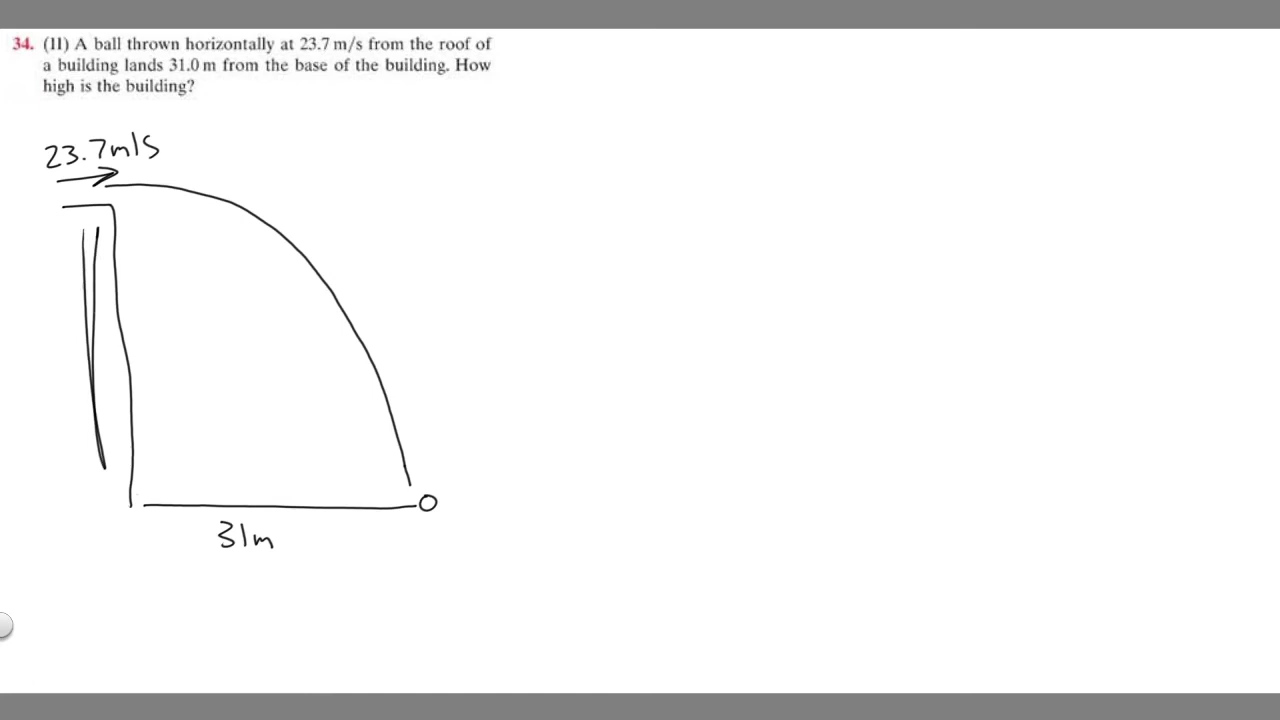 34. (II) A ball thrown horizontally at 23.7 m/s from the roof of
a building lands 31.0 m from the base of the building. How
high is the building?
23.7m/s
31m